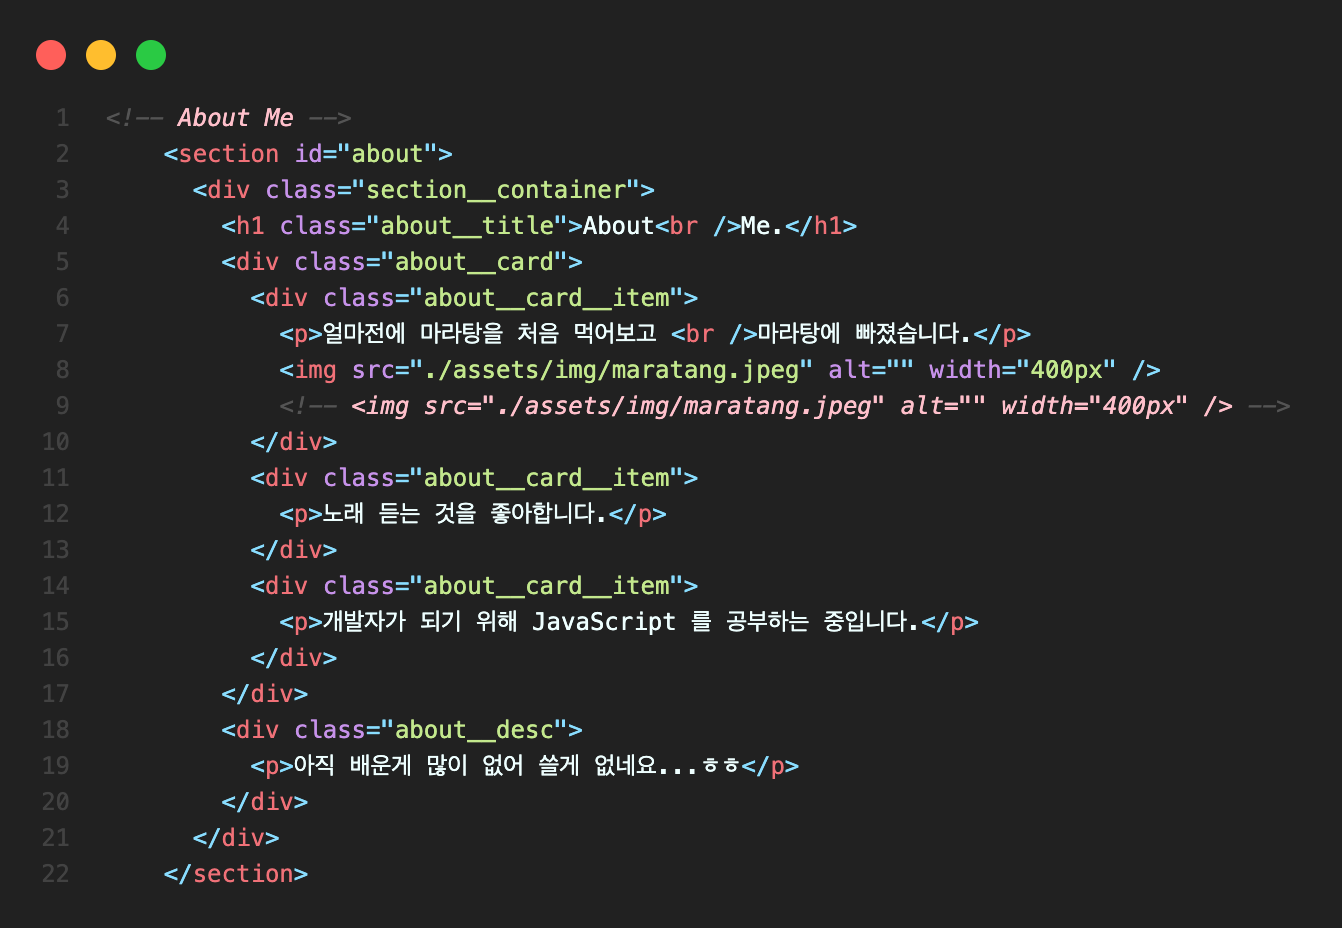 1 <!-- About Me -->
2 <section id="about">
3 <div class="section__container">
4 <h1 class="about__title">About<br />Me.</h1>
5 <div class="about__card">
6 <div class="about__card__item">
7 <p>얼마전에 마라탕을 처음 먹어보고 <br />마라탕에 빠졌습니다.</p>
8 <img src="./assets/img/maratang.jpeg" alt="" width="400px" />
9 <!-- <img src="./assets/img/maratang.jpeg" alt="" width="400px" /> -->
10 </div>
11 <div class="about__card__item">
12 <p>노래 듣는 것을 좋아합니다.</p>
13 </div>
14 <div class="about__card__item">
15 <p>개발자가 되기 위해 JavaScript 를 공부하는 중입니다.</p>
16 </div>
17 </div>
18 <div class="about__desc">
19 <p>아직 배운게 많이 없어 쓸게 없네요...ㅎㅎ</p>
20 </div>
21 </div>
22 </section>